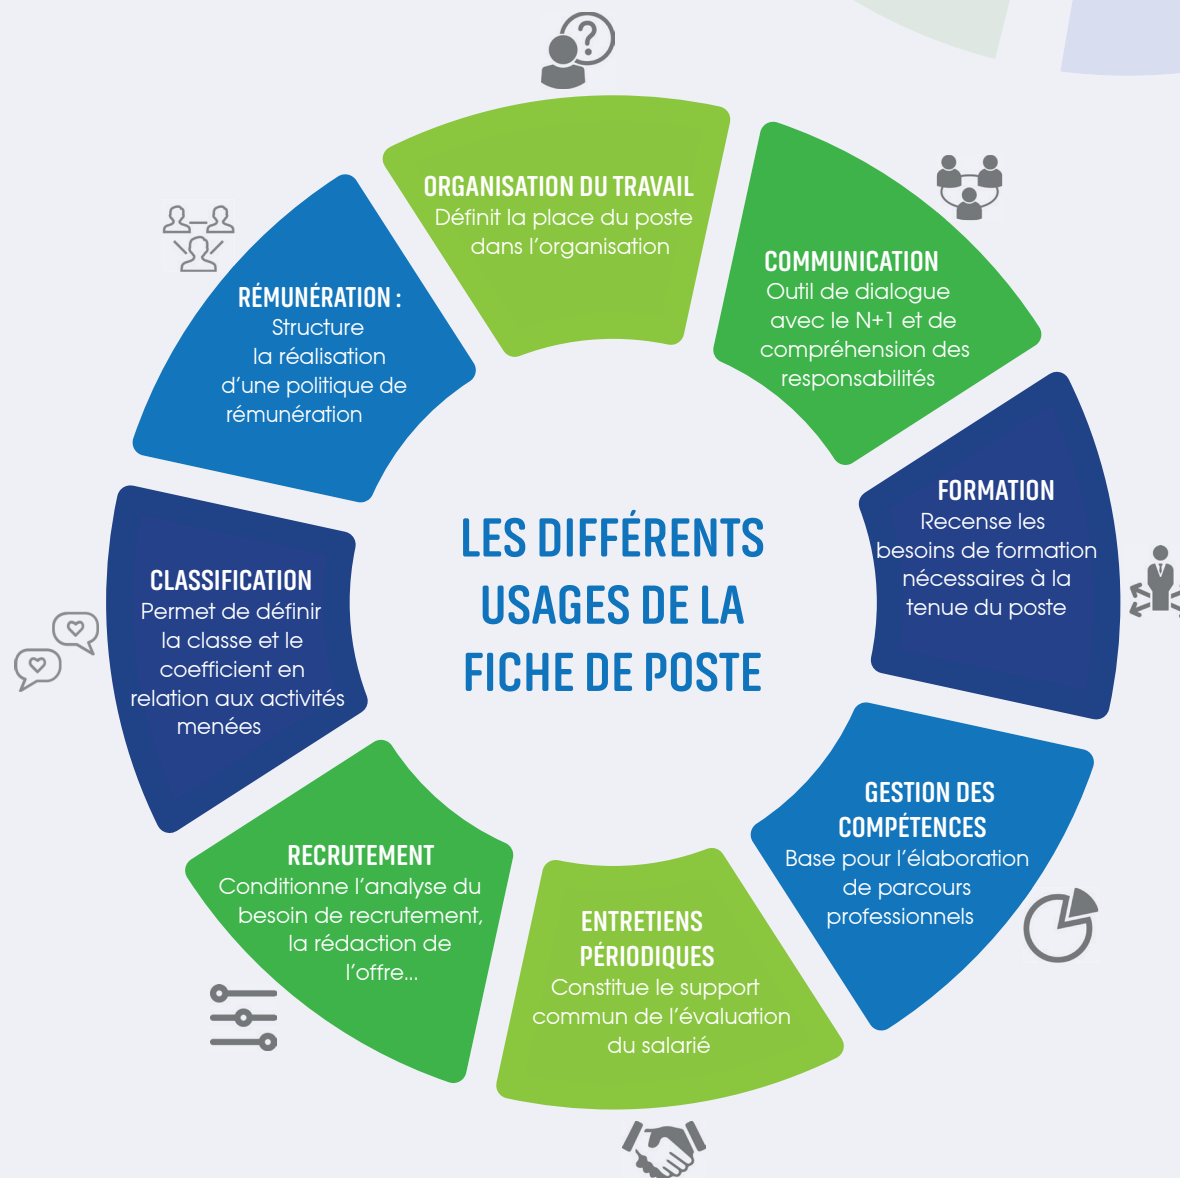 LES DIFFÉRENTS
USAGES DE LA
FICHE DE POSTE
ORGANISATION DU TRAVAIL
Définit la place du poste
dans l'organisation
COMMUNICATION
Outil de dialogue
avec le N+1 et de
compréhension des
responsabilités
FORMATION
Recense les
besoins de formation
nécessaires à la
tenue du poste
GESTION DES
COMPÉTENCES
Base pour l'élaboration
de parcours
professionnels
ENTRETIENS
PÉRIODIQUES
Constitue le support
commun de l'évaluation
du salarié
RECRUTEMENT
Conditionne l'analyse du
besoin de recrutement,
la rédaction de
l'offre...
CLASSIFICATION
Permet de définir
la classe et le
coefficient en
relation aux activités
menées
RÉMUNÉRATION :
Structure
la réalisation
d'une politique de
rémunération